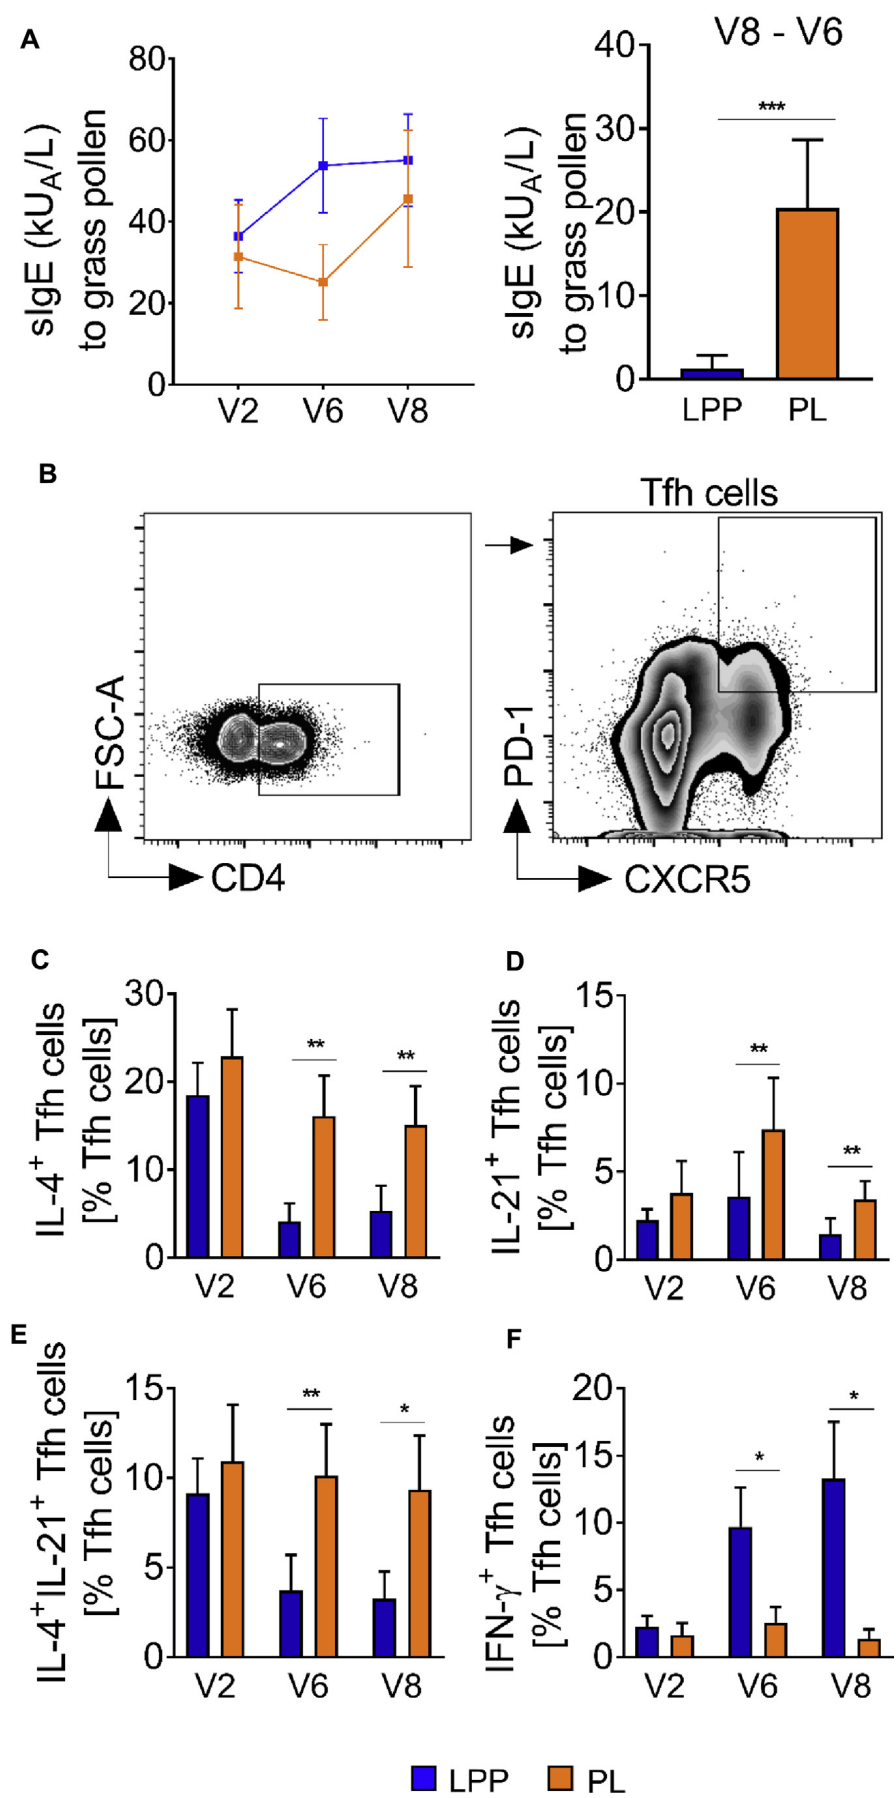 A
sIgE (kUA/L)
to grass pollen
80
60
40
20
0
V2 V6 V8
V8 - V6
***
sIgE (kUA/L)
to grass pollen
40
30
20
10
0
LPP PL
B
FSC-A
CD4
Tfh cells
PD-1
CXCR5
C
IL-4+ Tfh cells
[% Tfh cells]
30
20
10
0
**
**
V2 V6 V8
D
IL-21+ Tfh cells
[% Tfh cells]
15
10
5
0
**
**
V2 V6 V8
E
IL-4+IL-21+ Tfh cells
[% Tfh cells]
15
10
5
0
**
*
V2 V6 V8
F
IFN-γ+ Tfh cells
[% Tfh cells]
20
15
10
5
0
*
*
V2 V6 V8
LPP PL